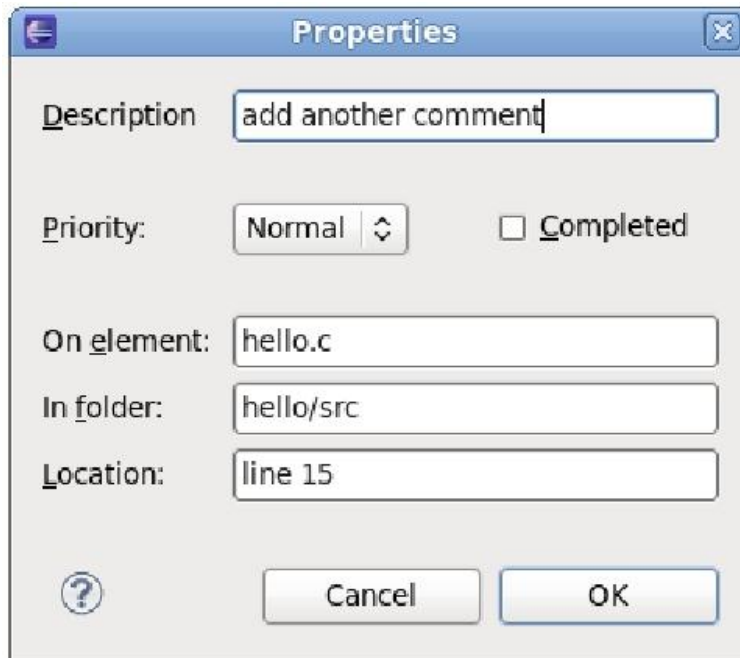 Properties
Description add another comment
Priority: Normal Completed
On element: hello.c
In folder: hello/src
Location: line 15
? Cancel OK